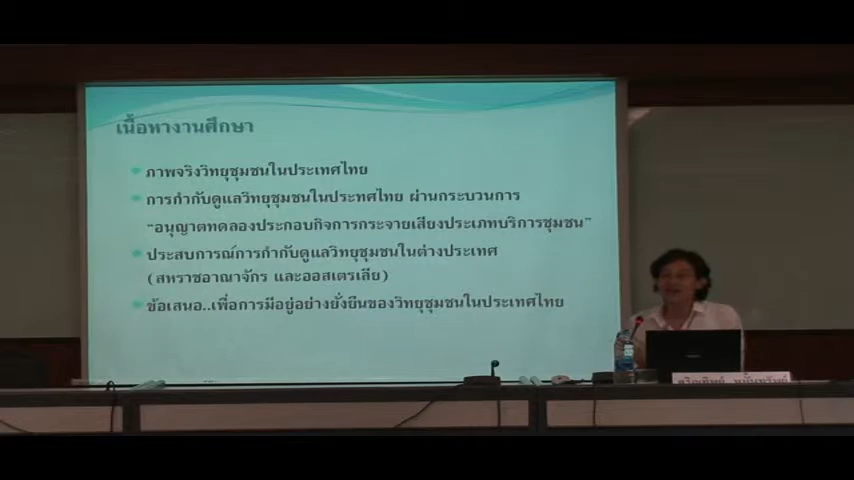 เนื้อหางานศึกษา
ภาพจริงวิทยุชุมชนในประเทศไทย
การกำกับดูแลวิทยุชุมชนในประเทศไทย ผ่านกระบวนการ
“อนุญาตทดลองประกอบกิจการกระจายเสียงประเภทบริการชุมชน”
ประสบการณ์การกำกับดูแลวิทยุชุมชนในต่างประเทศ
(สหราชอาณาจักร และออสเตรเลีย)
ข้อเสนอ..เพื่อการมีอยู่อย่างยั่งยืนของวิทยุชุมชนในประเทศไทย